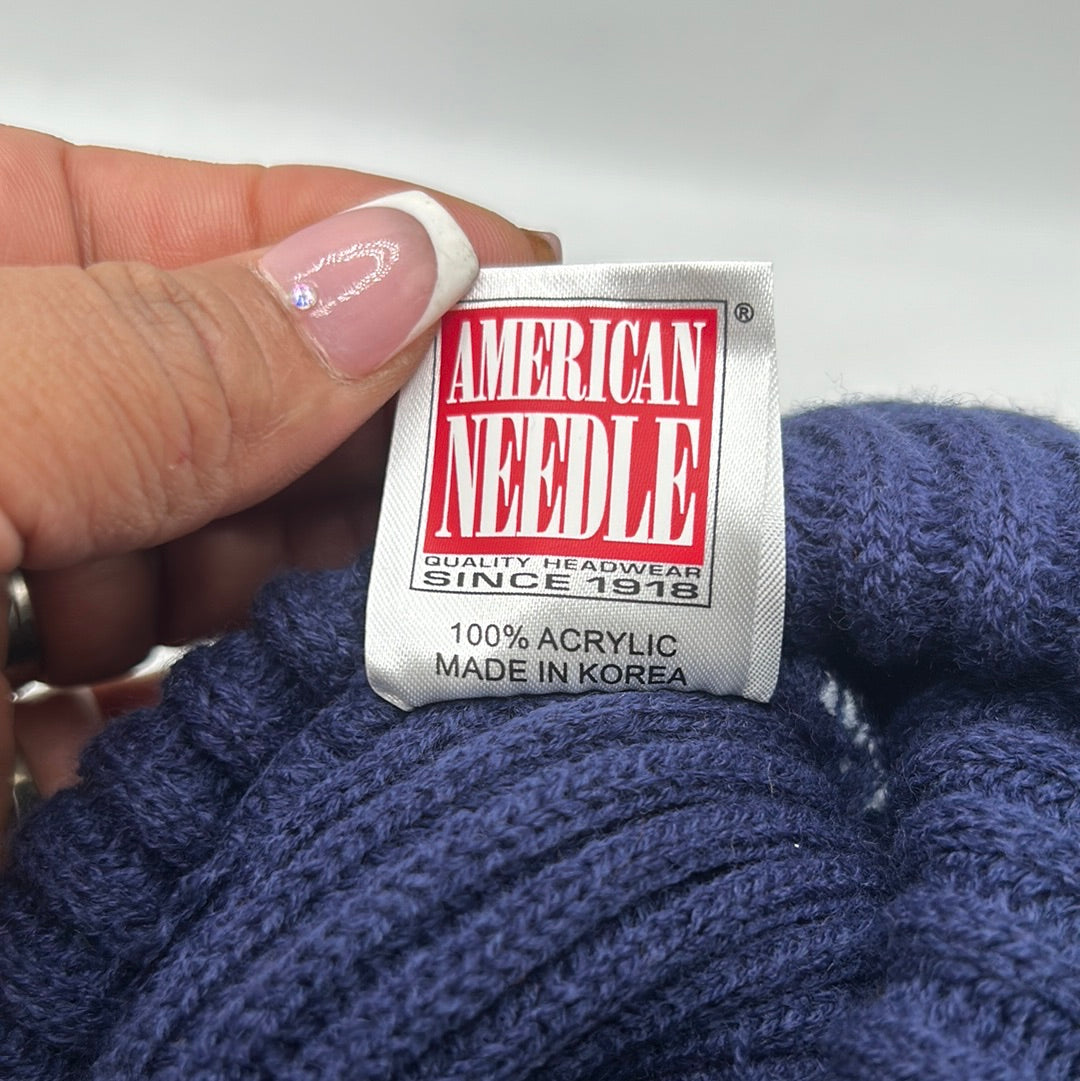 AMERICAN
NEEDLE
®
QUALITY HEADWEAR
SINCE 1918
100% ACRYLIC
MADE IN KOREA